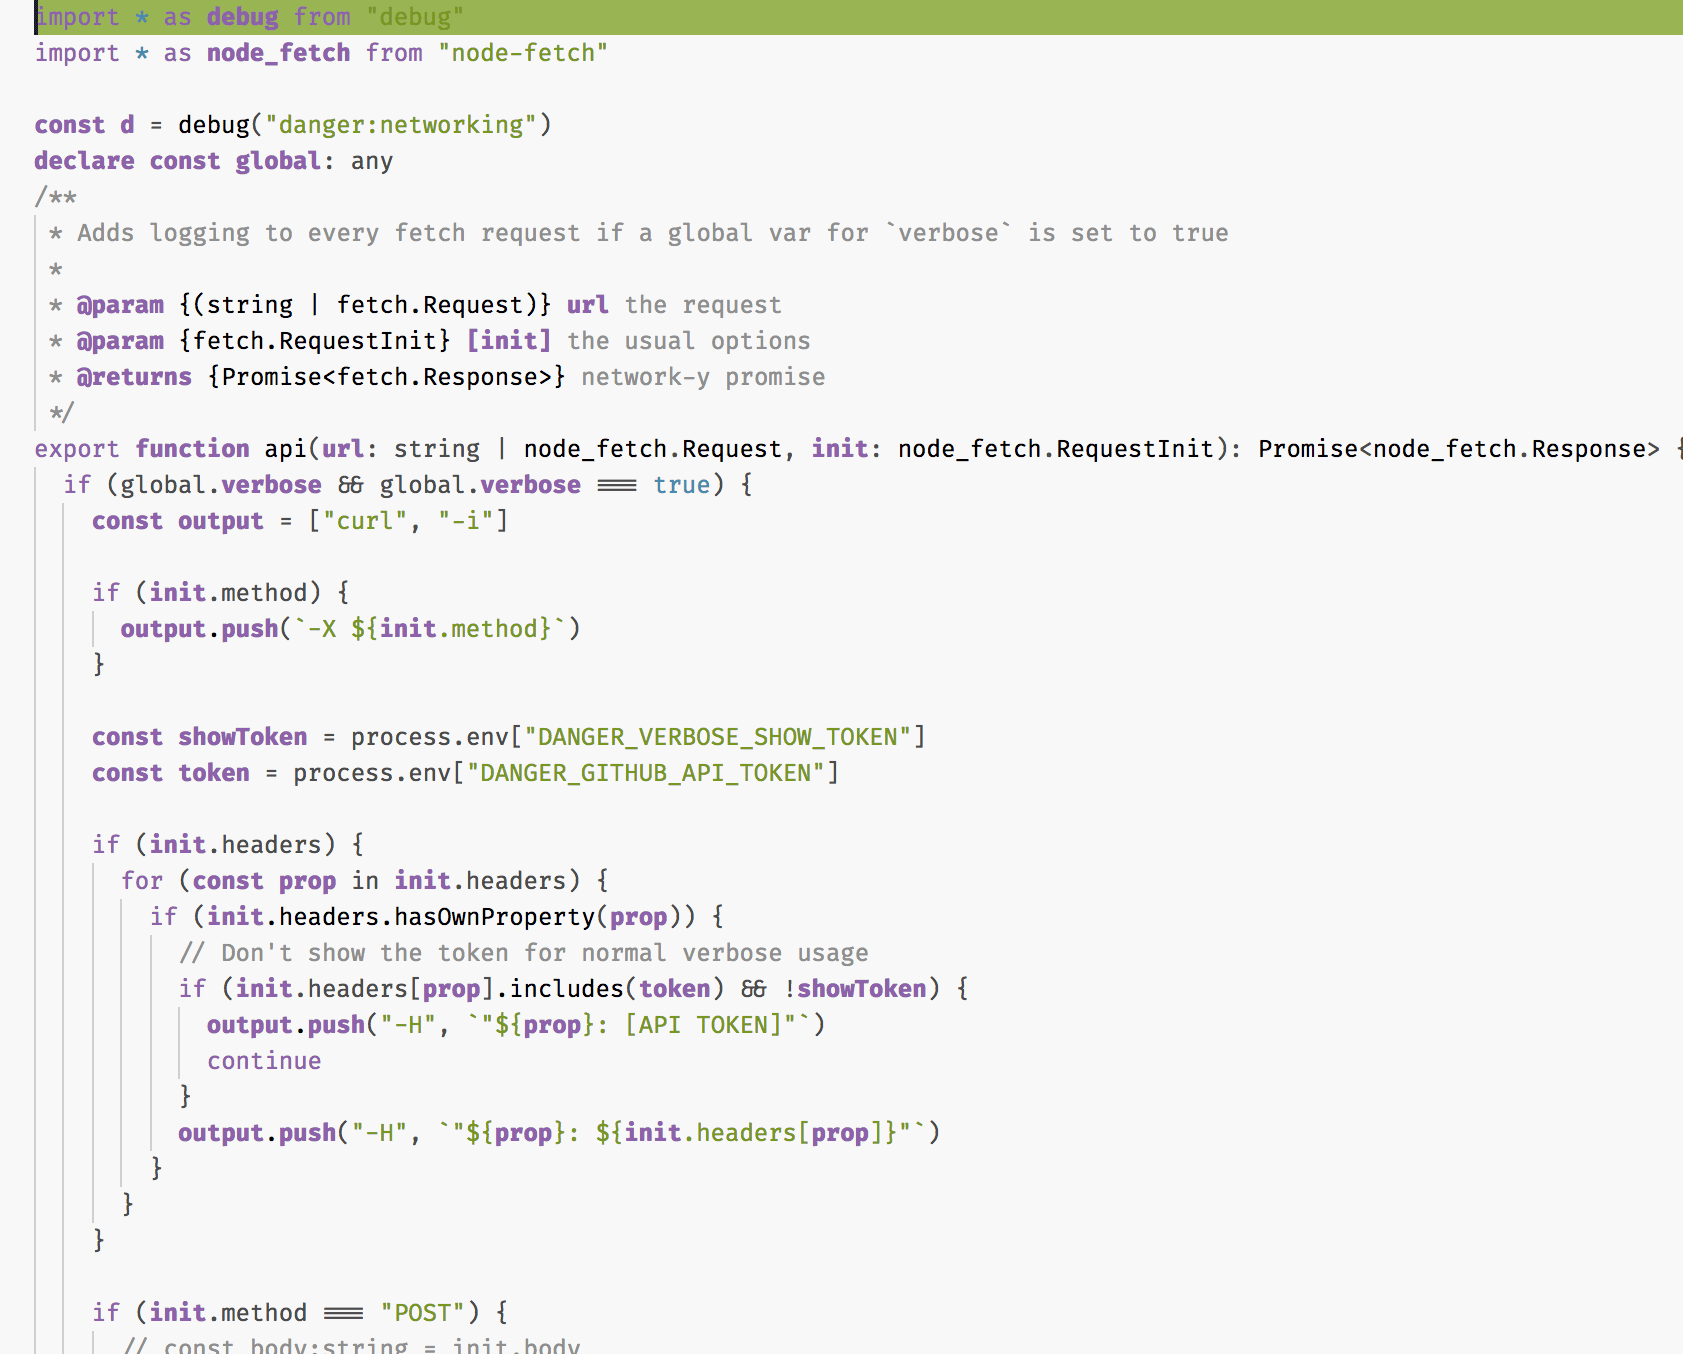 import * as debug from "debug"
import * as node_fetch from "node-fetch"
const d = debug("danger:networking")
declare const global: any
/**
* Adds logging to every fetch request if a global var for `verbose` is set to true
*
* @param {(string | fetch.Request)} url the request
* @param {fetch.RequestInit} [init] the usual options
* @returns {Promise<fetch.Response>} network-y promise
*/
export function api(url: string | node_fetch.Request, init: node_fetch.RequestInit): Promise<node_fetch.Response> {
if (global.verbose && global.verbose === true) {
const output = ["curl", "-i"]
if (init.method) {
output.push(`-X ${init.method}`)
}
const showToken = process.env["DANGER_VERBOSE_SHOW_TOKEN"]
const token = process.env["DANGER_GITHUB_API_TOKEN"]
if (init.headers) {
for (const prop in init.headers) {
if (init.headers.hasOwnProperty(prop)) {
// Don't show the token for normal verbose usage
if (init.headers[prop].includes(token) && !showToken) {
output.push("-H", `"${prop}: [API TOKEN]"`)
continue
}
output.push("-H", `"${prop}: ${init.headers[prop]}"`)
}
}
}
if (init.method === "POST") {
// const body:string = init.body